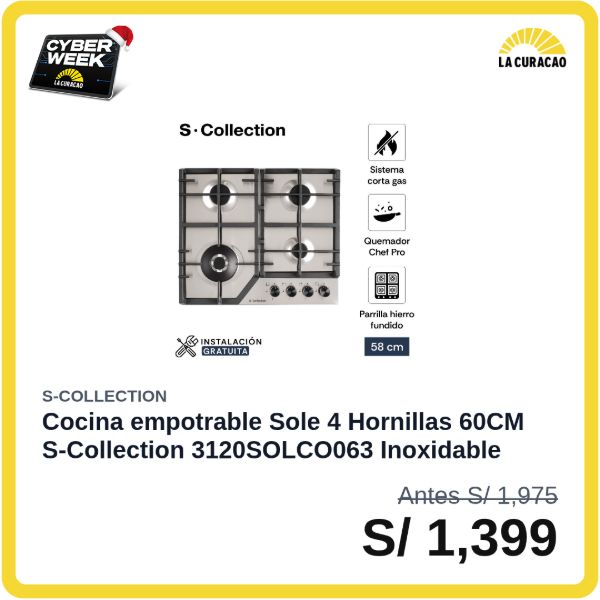 CYBER
WEEK
LA CURACAO
LA CURACAO
S·Collection
Sistema
corta gas
Quemador
Chef Pro
Parrilla hierro
fundido
58 cm
S·Collection
INSTALACIÓN
GRATUITA
S-COLLECTION
Cocina empotrable Sole 4 Hornillas 60CM
S-Collection 3120SOLCO063 Inoxidable
Antes S/ 1,975
S/ 1,399